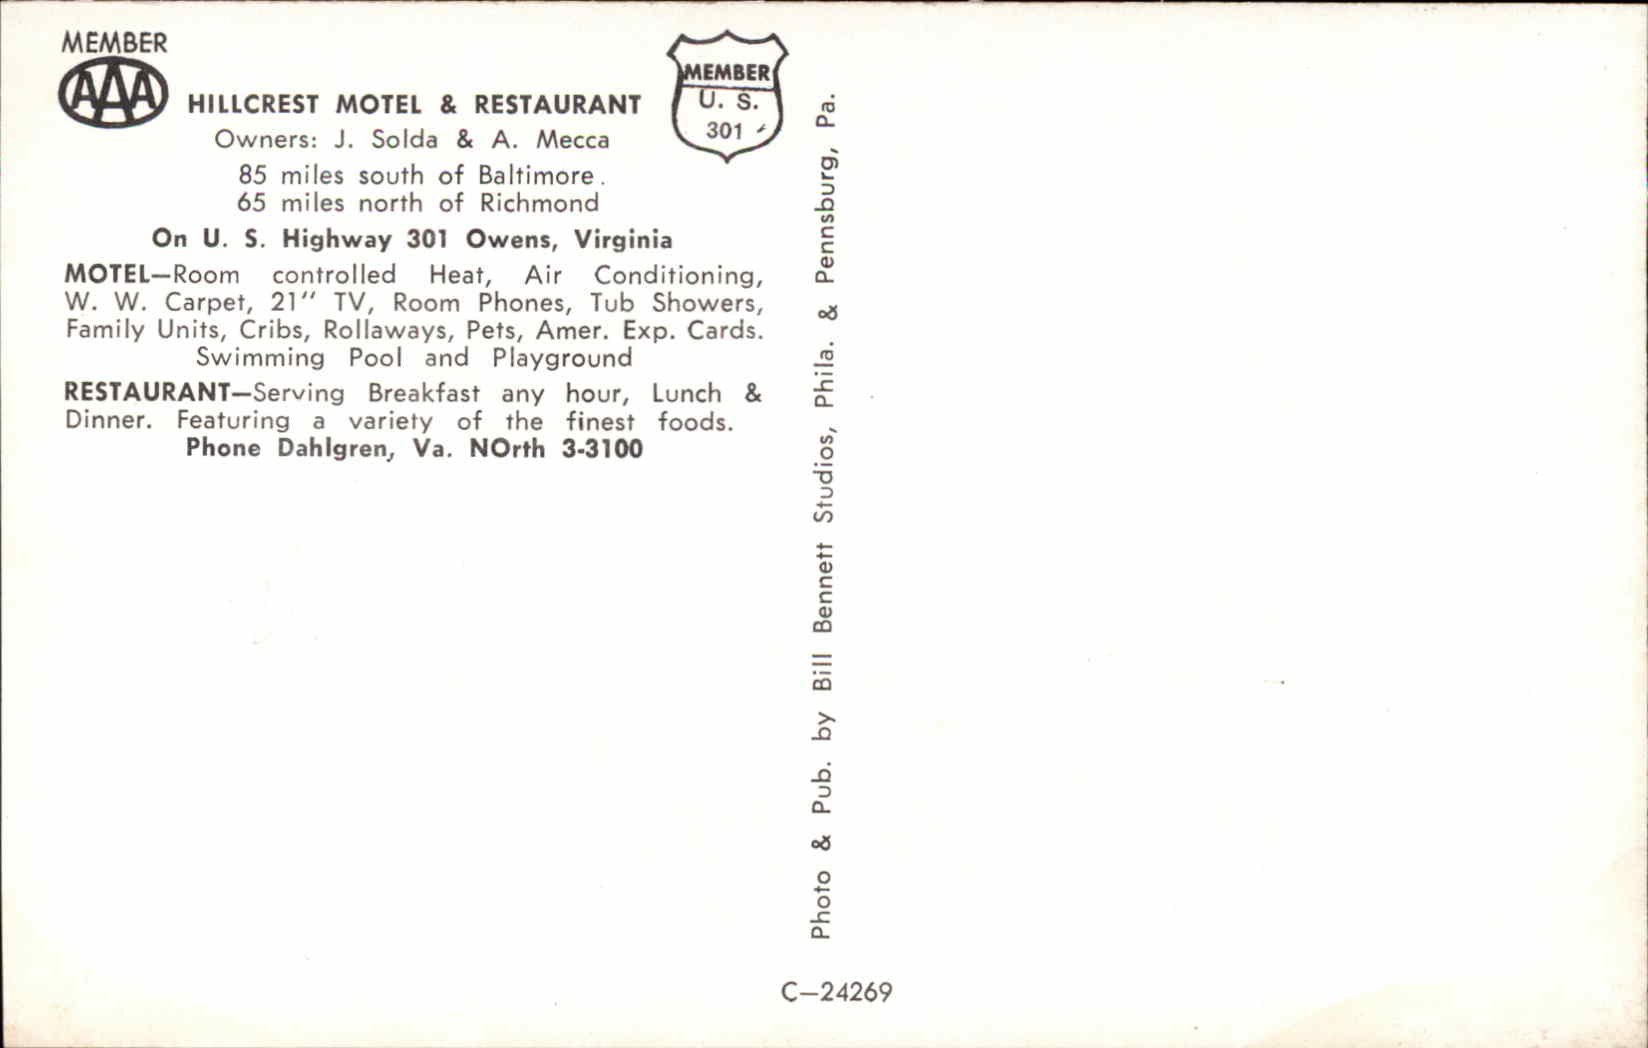 MEMBER
AAA
HILLCREST MOTEL & RESTAURANT
Owners: J. Solda & A. Mecca
85 miles south of Baltimore.
65 miles north of Richmond
On U. S. Highway 301 Owens, Virginia
MOTEL—Room controlled Heat, Air Conditioning,
W. W. Carpet, 21" TV, Room Phones, Tub Showers,
Family Units, Cribs, Rollaways, Pets, Amer. Exp. Cards.
Swimming Pool and Playground
RESTAURANT—Serving Breakfast any hour, Lunch &
Dinner. Featuring a variety of the finest foods.
Phone Dahlgren, Va. NOrth 3-3100
MEMBER
U. S.
301
Photo & Pub. by Bill Bennett Studios, Phila. & Pennsburg, Pa.
C—24269